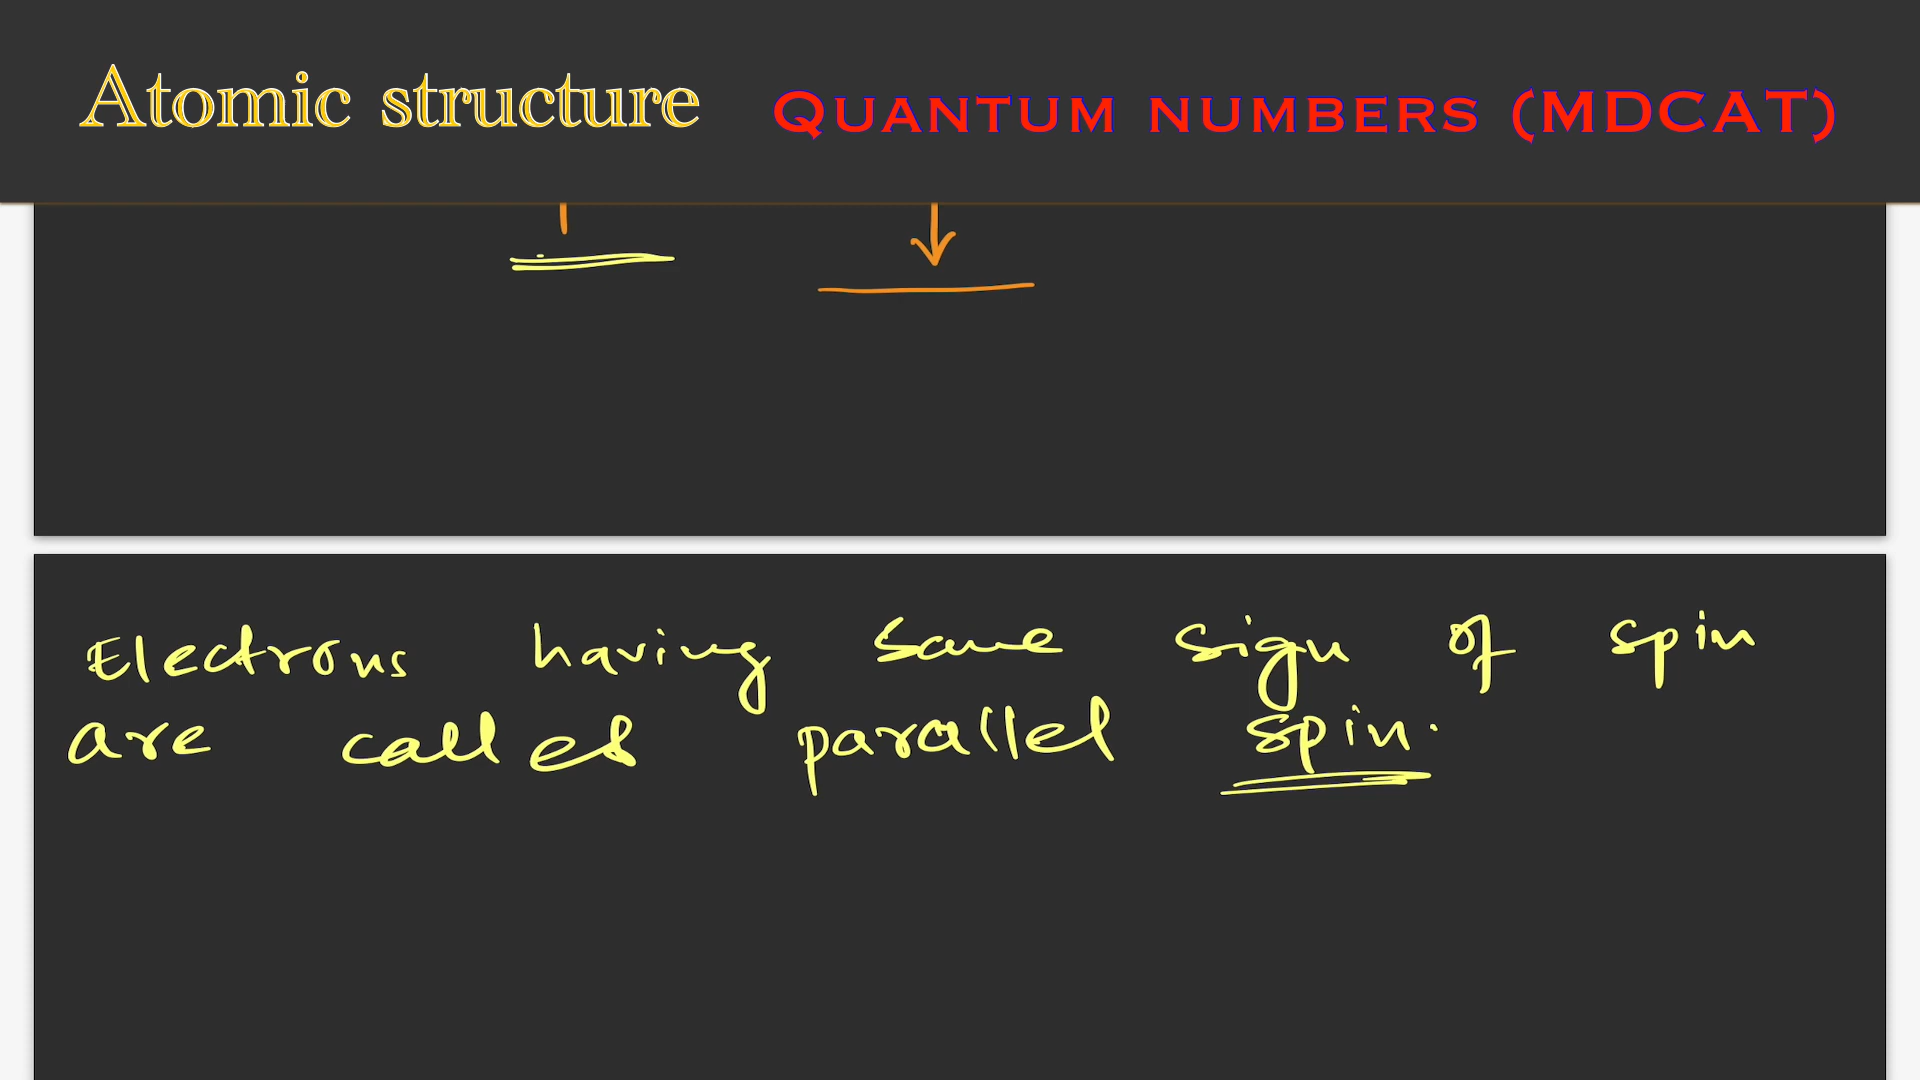 Atomic structure QUANTUM NUMBERS (MDCAT)
Electrons having same sign of spin
are called parallel spin.